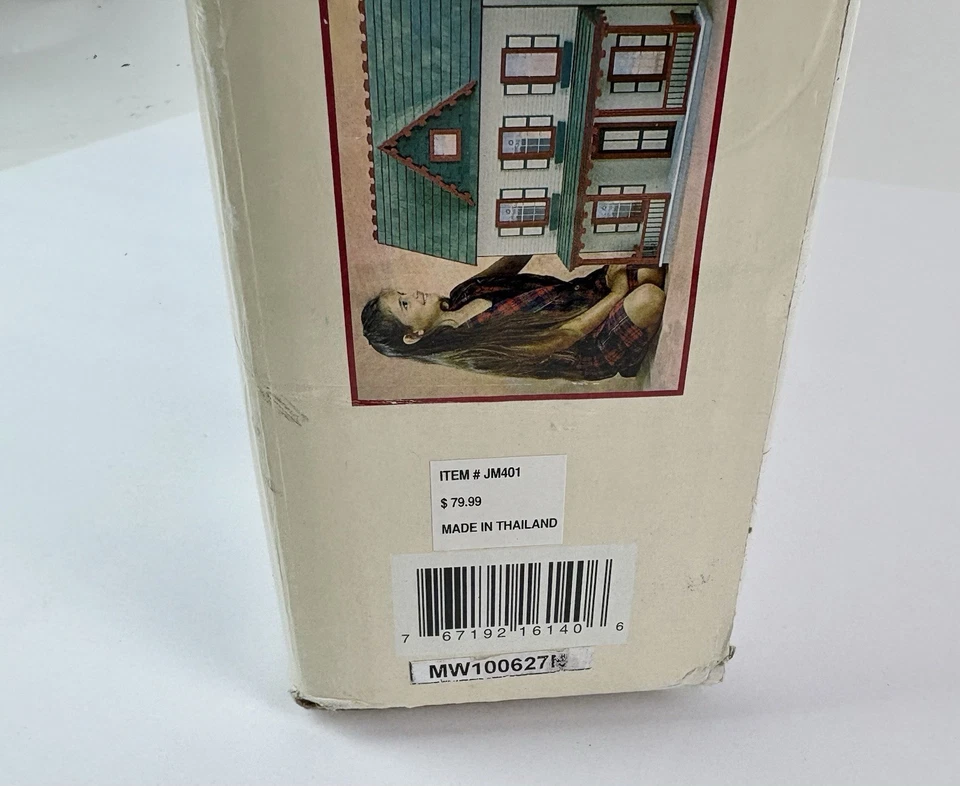 ITEM # JM401
$ 79.99
MADE IN THAILAND
7 67192 16140 6
MW100627